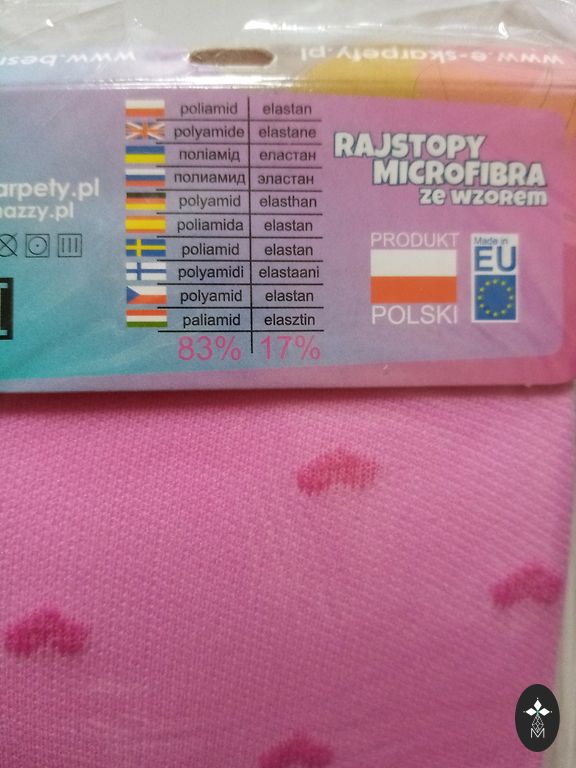 www.e-skarpety.pl
poliamid elastan
polyamide elastane
поліамід еластан
полиамид эластан
polyamid elasthan
poliamida elastan
poliamid elastan
polyamidi elastaani
polyamid elastan
paliamid elasztin
83% 17%
arpety.pl
nazzy.pl
RAJSTOPY
MICROFIBRA
ze wzorem
PRODUKT
POLSKI
Made in
EU
M